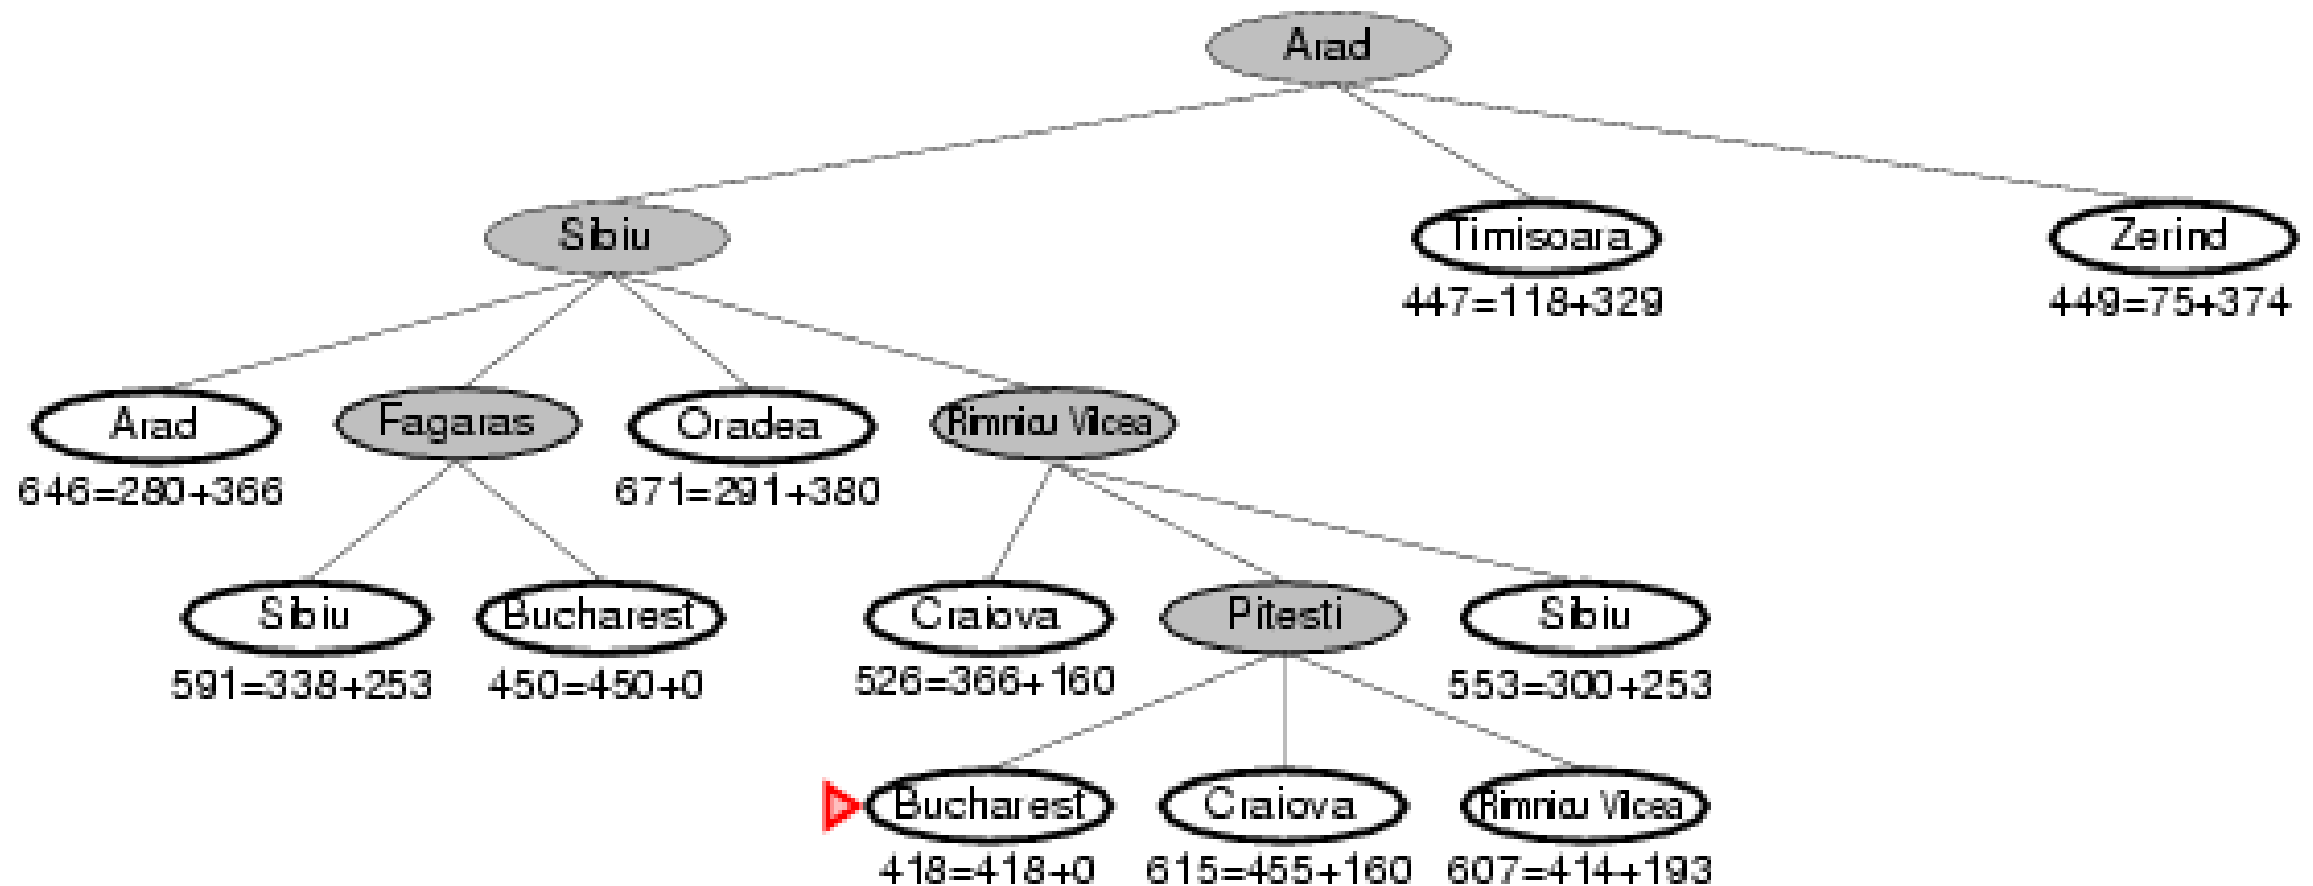 Arad
Sibiu
Timisoara
Zerind
447=118+329
449=75+374
Arad
Fagaras
Oradea
Rimnicu Vilcea
646=280+366
671=291+380
Sibiu
Bucharest
Craiova
Pitesti
Sibiu
591=338+253
450=450+0
526=366+160
553=300+253
Bucharest
Craiova
Rimnicu Vilcea
418=418+0
615=455+160
607=414+193